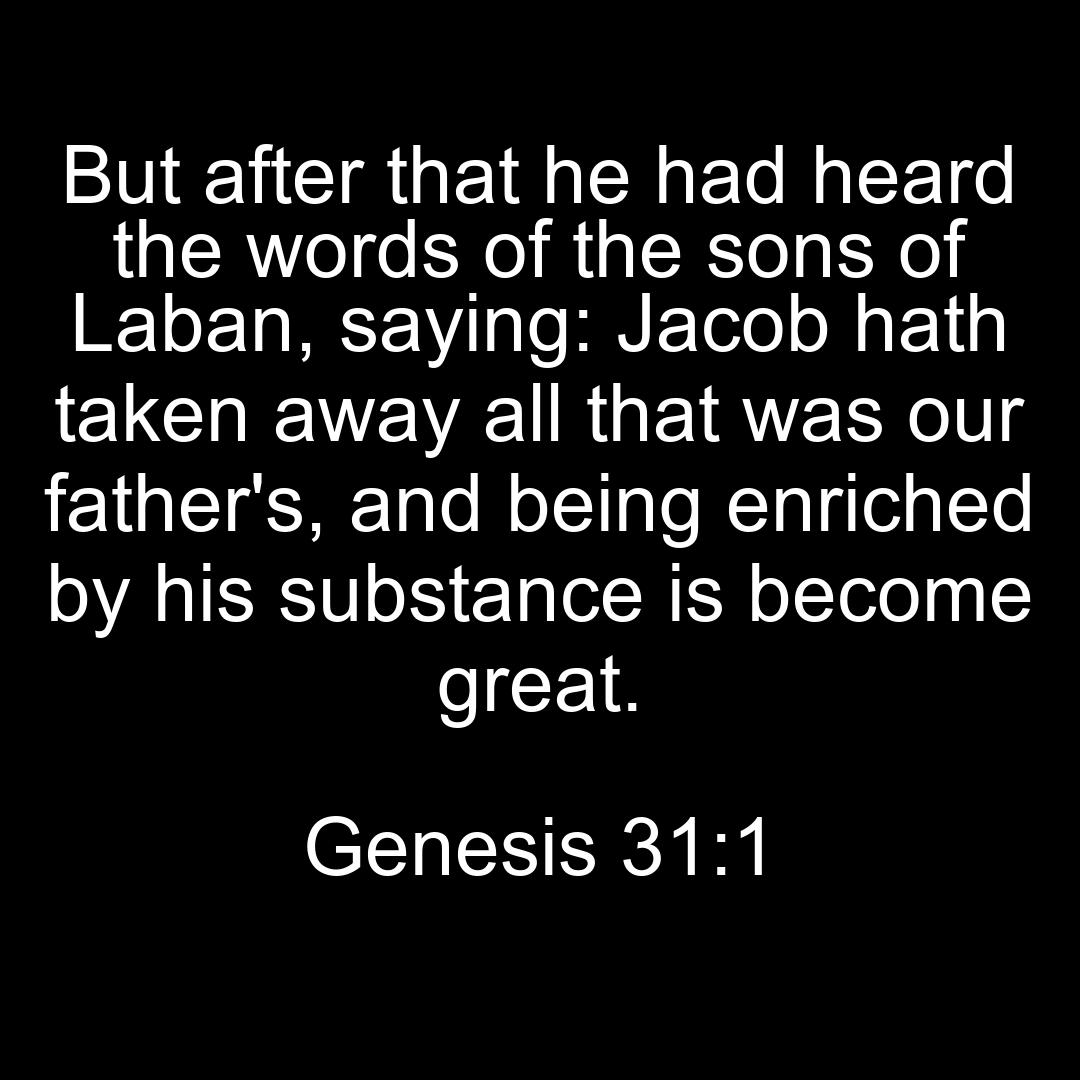 But after that he had heard
the words of the sons of
Laban, saying: Jacob hath
taken away all that was our
father's, and being enriched
by his substance is become
great.
Genesis 31:1